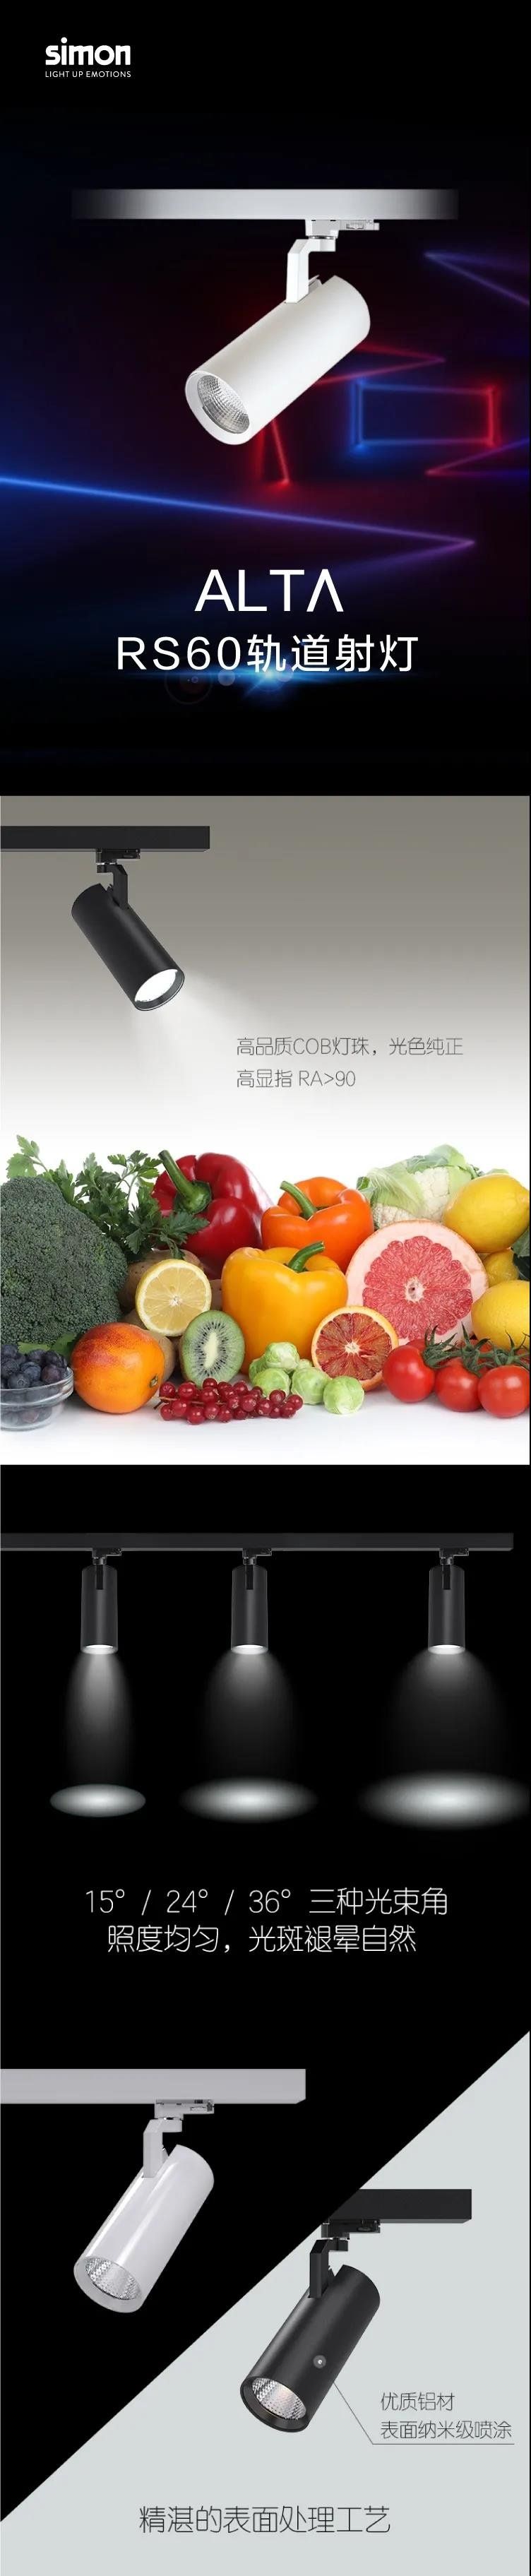 simon
LIGHT UP EMOTIONS
ALTA
RS60轨道射灯
高品质COB灯珠，光色纯正
高显指 RA>90
15° / 24° / 36° 三种光束角
照度均匀，光斑褪晕自然
优质铝材
表面纳米级喷涂
精湛的表面处理工艺